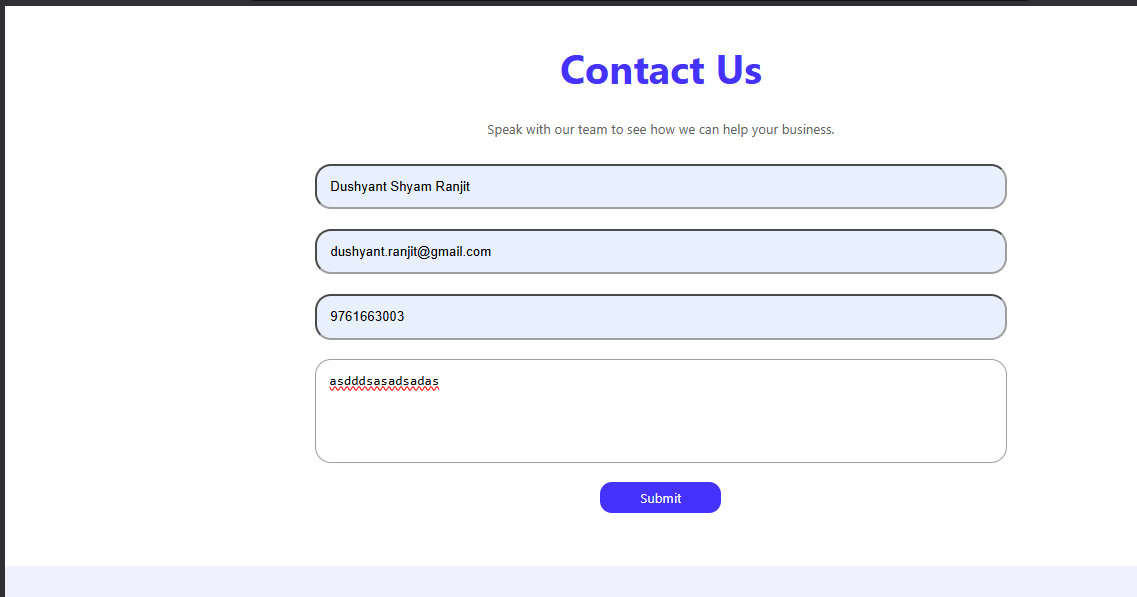 Contact Us
Speak with our team to see how we can help your business.
Dushyant Shyam Ranjit
dushyant.ranjit@gmail.com
9761663003
asdddsasadsadas
Submit